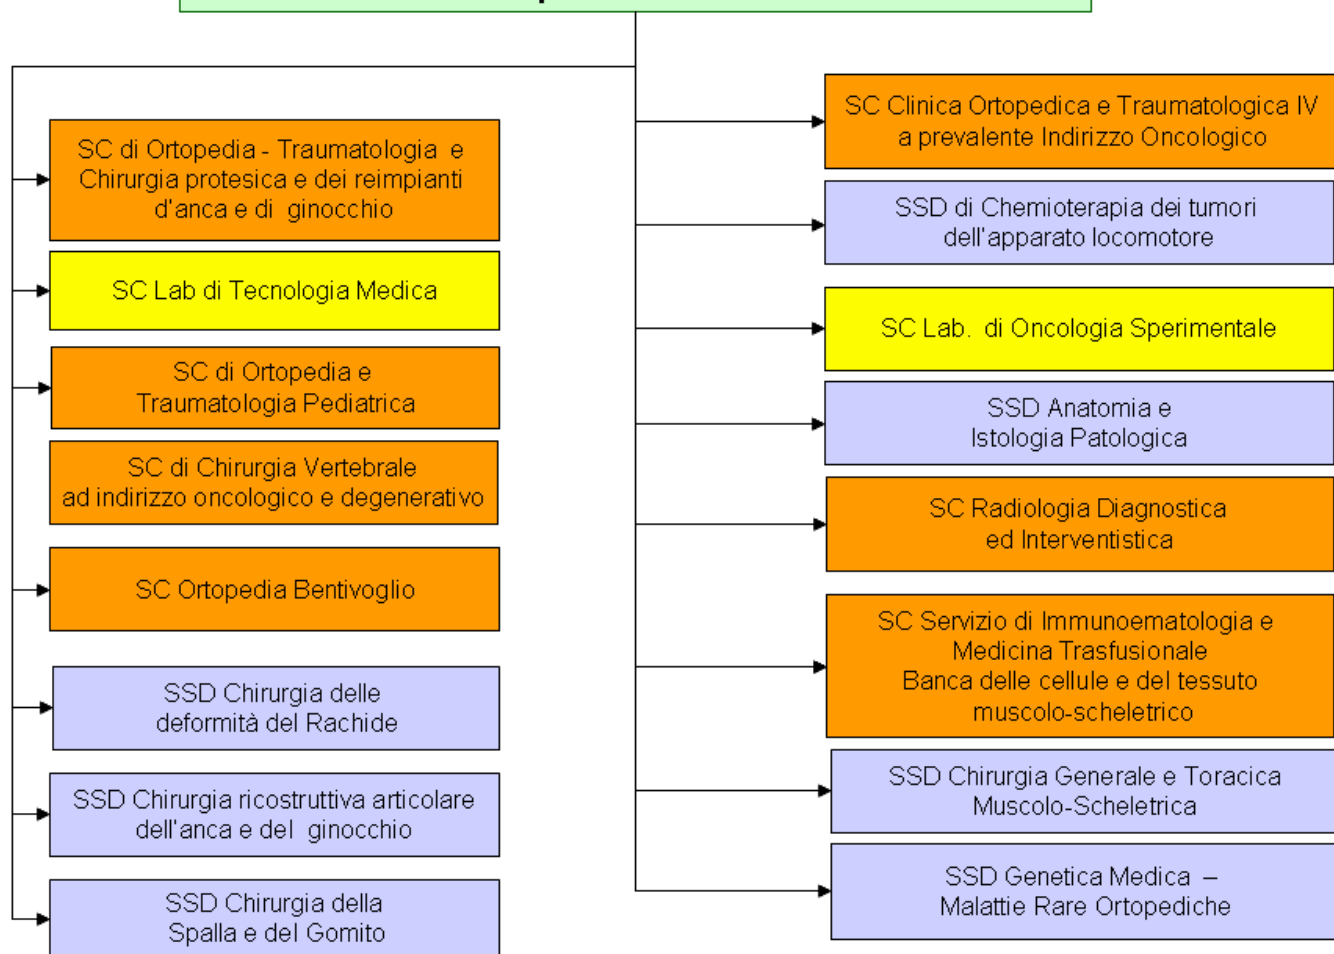 SC di Ortopedia - Traumatologia e
Chirurgia protesica e dei reimpianti
d'anca e di ginocchio
SC Lab di Tecnologia Medica
SC di Ortopedia e
Traumatologia Pediatrica
SC di Chirurgia Vertebrale
ad indirizzo oncologico e degenerativo
SC Ortopedia Bentivoglio
SSD Chirurgia delle
deformità del Rachide
SSD Chirurgia ricostruttiva articolare
dell'anca e del ginocchio
SSD Chirurgia della
Spalla e del Gomito
SC Clinica Ortopedica e Traumatologica IV
a prevalente Indirizzo Oncologico
SSD di Chemioterapia dei tumori
dell'apparato locomotore
SC Lab. di Oncologia Sperimentale
SSD Anatomia e
Istologia Patologica
SC Radiologia Diagnostica
ed Interventistica
SC Servizio di Immunoematologia e
Medicina Trasfusionale
Banca delle cellule e del tessuto
muscolo-scheletrico
SSD Chirurgia Generale e Toracica
Muscolo-Scheletrica
SSD Genetica Medica –
Malattie Rare Ortopediche